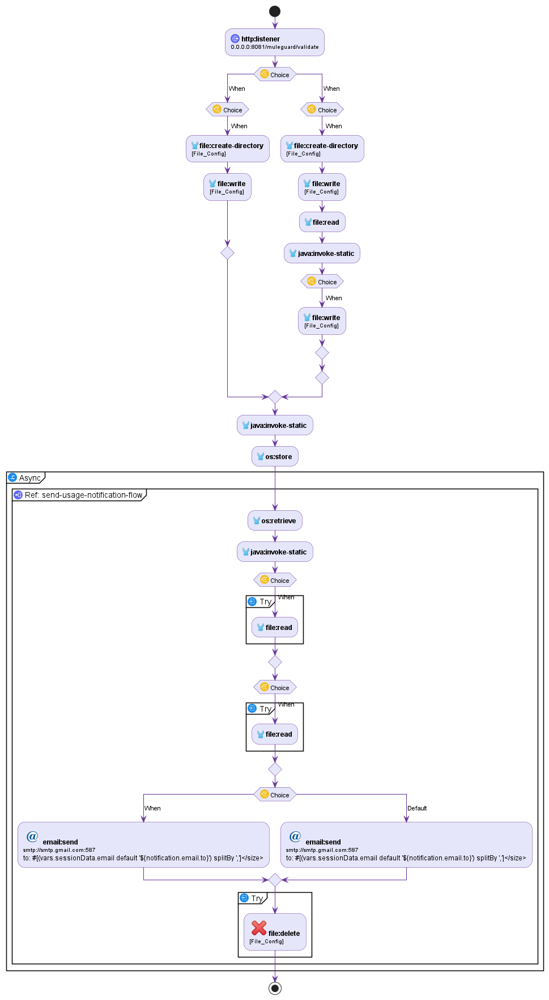 http:listener
0.0.0.0:8081/muleguard/validate
Choice
When
When
Choice
Choice
When
When
file:create-directory
[File_Config]
file:create-directory
[File_Config]
file:write
[File_Config]
file:write
[File_Config]
file:read
java:invoke-static
Choice
When
file:write
[File_Config]
java:invoke-static
os:store
Async
Ref: send-usage-notification-flow
os:retrieve
java:invoke-static
Choice
When
Try
file:read
Choice
When
Try
file:read
Choice
When
Default
@ email:send
smtp://smtp.gmail.com:587
to: #[(vars.sessionData.email default '${notification.email.to}') splitBy ',']</size>
@ email:send
smtp://smtp.gmail.com:587
to: #[(vars.sessionData.email default '${notification.email.to}') splitBy ',']</size>
Try
file:delete
[File_Config]